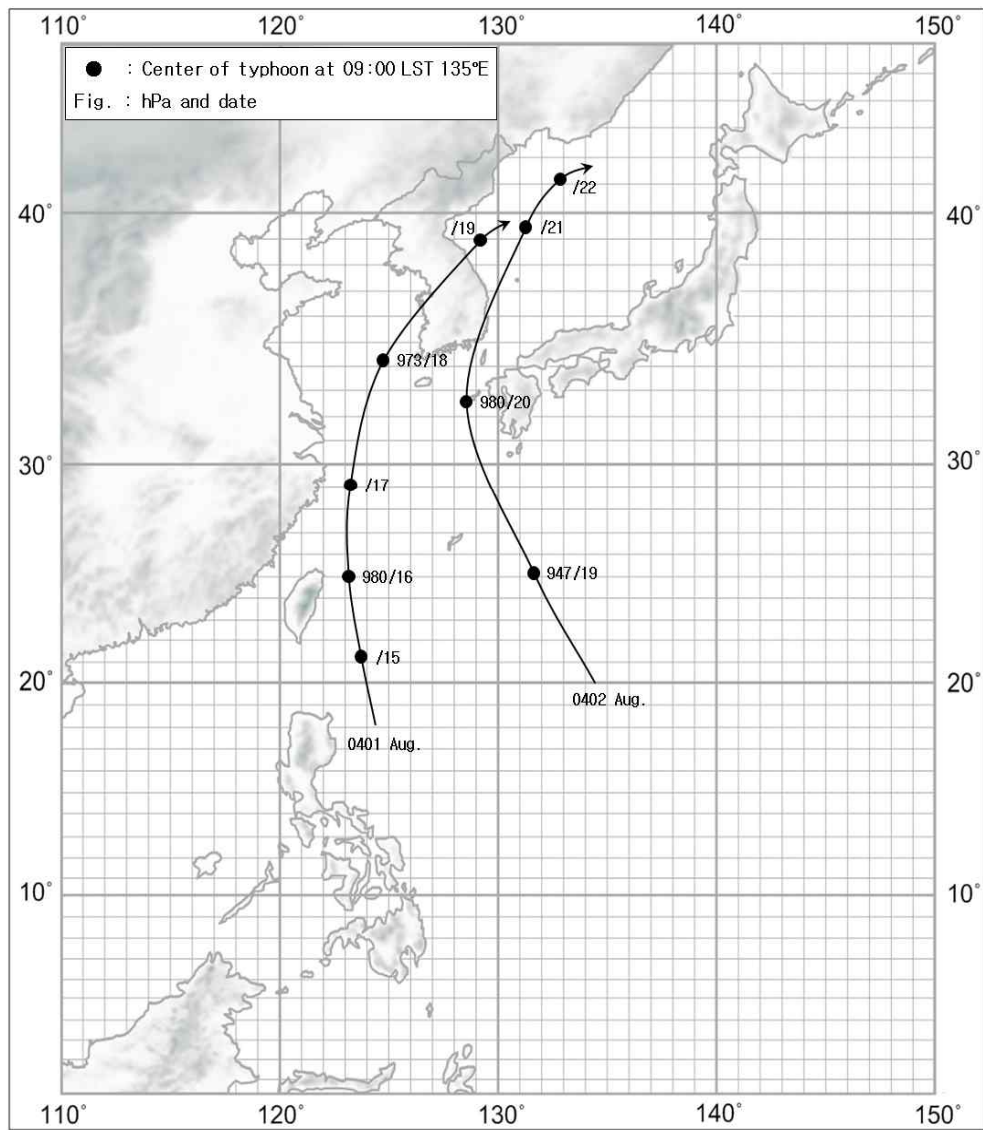 110° 120° 130° 140° 150°
● : Center of typhoon at 09:00 LST 135°E
Fig. : hPa and date
/22
40° /19 /21 40°
973/18
980/20
30° /17 30°
980/16 947/19
/15
20° 0402 Aug. 20°
0401 Aug.
10° 10°
110° 120° 130° 140° 150°